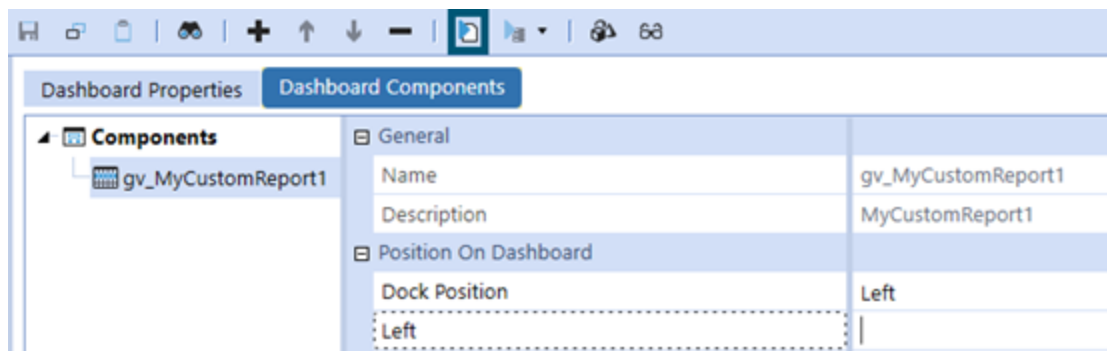 Dashboard Properties Dashboard Components
Components General
gv_MyCustomReport1 Name gv_MyCustomReport1
Description MyCustomReport1
Position On Dashboard
Dock Position Left
Left